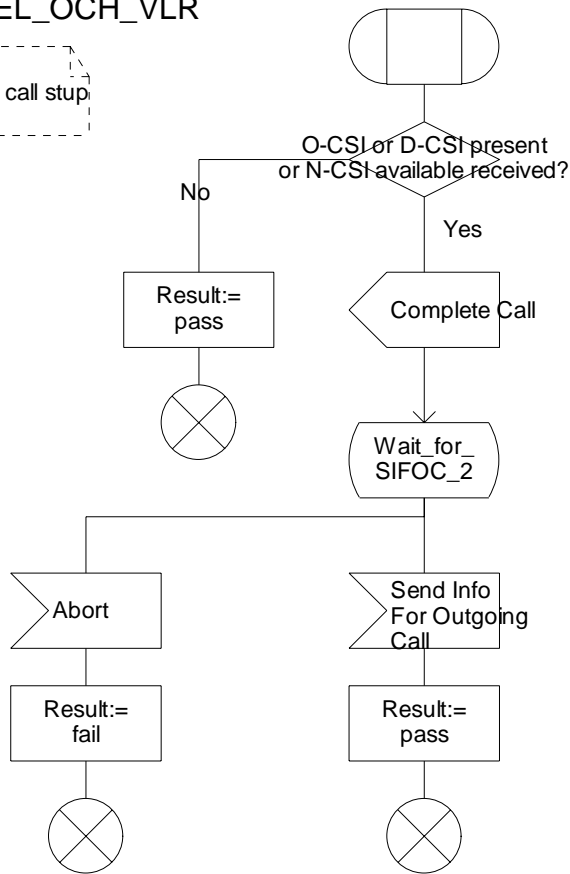 EL_OCH_VLR
call stup
O-CSI or D-CSI present
or N-CSI available received?
No
Yes
Result:=
pass
Complete Call
Wait_for_
SIFOC_2
Abort
Send Info
For Outgoing
Call
Result:=
fail
Result:=
pass